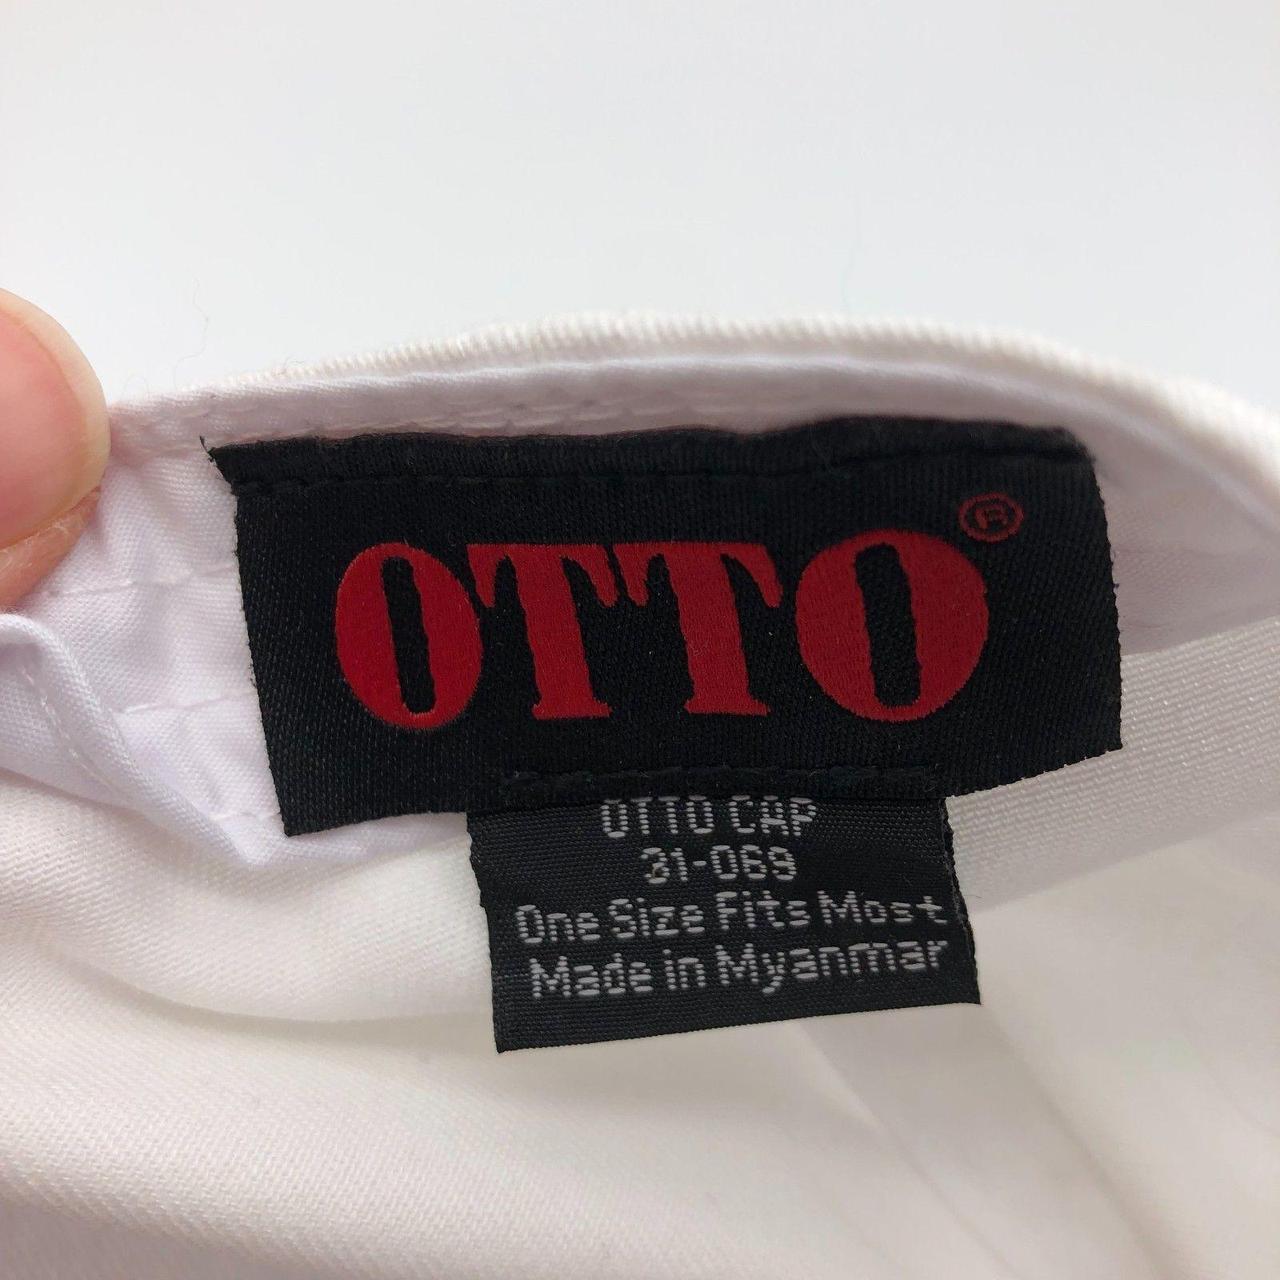 OTTO®
OTTO CAP
31-069
One Size Fits Most
Made in Myanmar